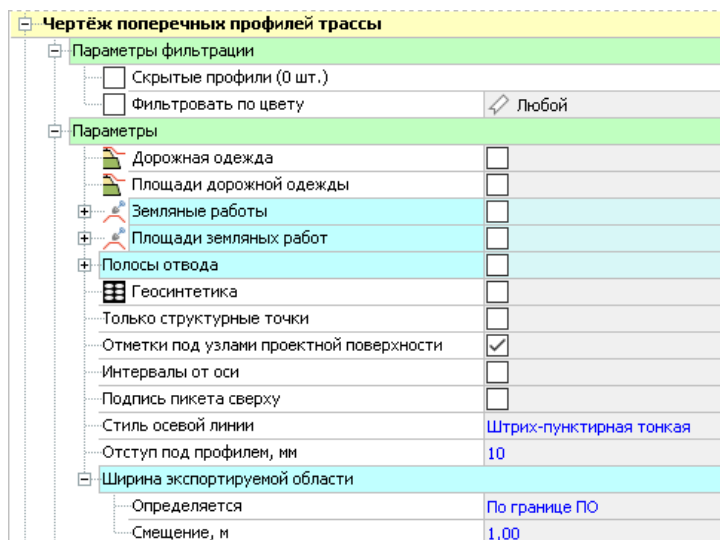 Чертёж поперечных профилей трассы
Параметры фильтрации
Скрытые профили (0 шт.)
Фильтровать по цвету Любой
Параметры
Дорожная одежда
Площади дорожной одежды
Земляные работы
Площади земляных работ
Полосы отвода
Геосинтетика
Только структурные точки
Отметки под узлами проектной поверхности
Интервалы от оси
Подпись пикета сверху
Стиль осевой линии Штрих-пунктирная тонкая
Отступ под профилем, мм 10
Ширина экспортируемой области
Определяется По границе ПО
Смещение, м 1,00